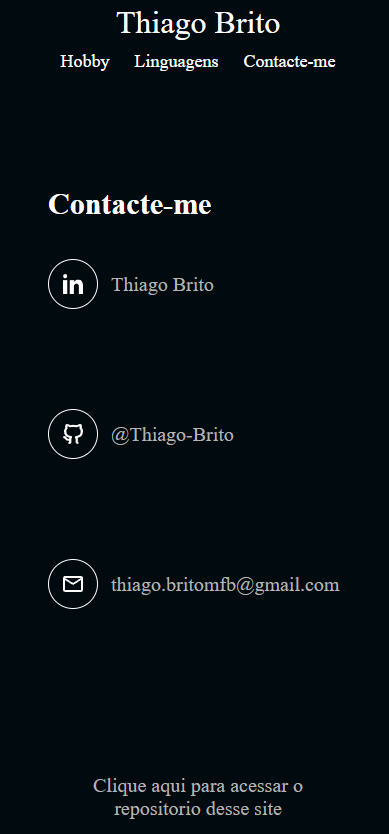 Thiago Brito
Hobby Linguagens Contacte-me
Contacte-me
in Thiago Brito
@Thiago-Brito
thiago.britomfb@gmail.com
Clique aqui para acessar o
repositorio desse site